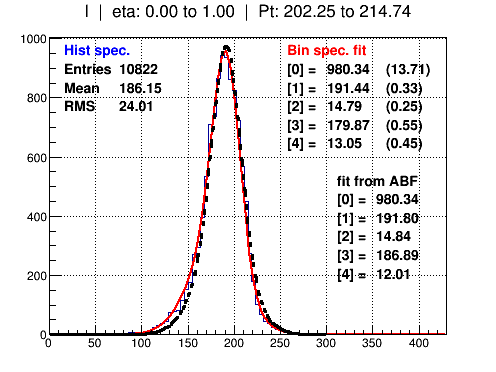 I | eta: 0.00 to 1.00 | Pt: 202.25 to 214.74
Hist spec.
Entries 10822
Mean 186.15
RMS 24.01
Bin spec. fit
[0] = 980.34 (13.71)
[1] = 191.44 (0.33)
[2] = 14.79 (0.25)
[3] = 179.87 (0.55)
[4] = 13.05 (0.45)
fit from ABF
[0] = 980.34
[1] = 191.80
[2] = 14.84
[3] = 186.89
[4] = 12.01
1000
800
600
400
200
0
0 50 100 150 200 250 300 350 400